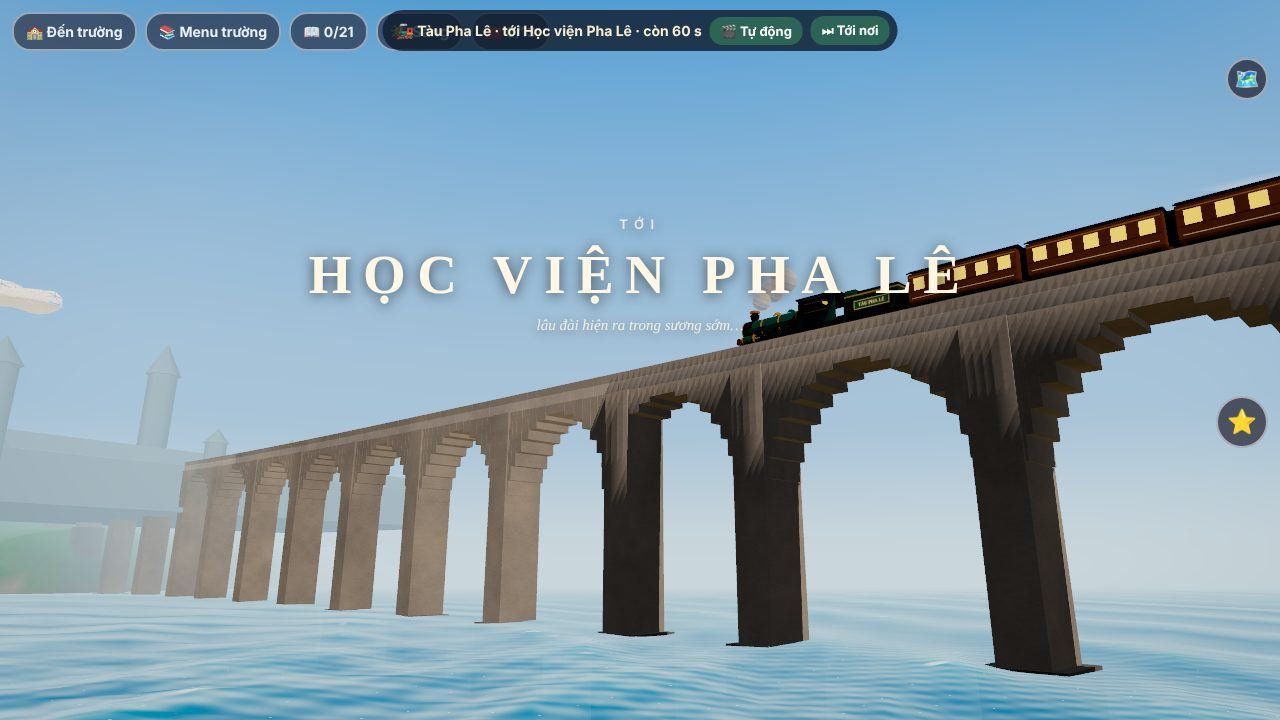 Đến trường
Menu trường
0/21
Tàu Pha Lê · tới Học viện Pha Lê · còn 60 s
Tự động
Tới nơi
TỚI
HỌC VIỆN PHA LÊ
lâu đài hiện ra trong sương sớm…
TÀU PHA LÊ